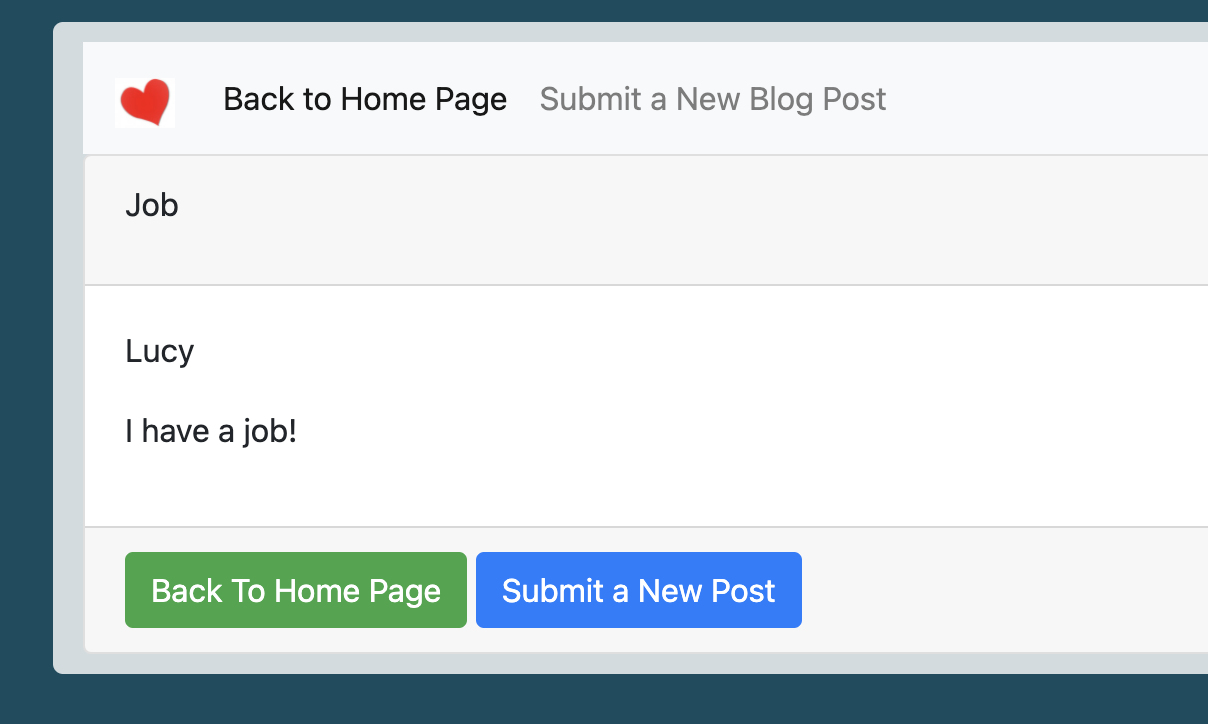 Back to Home Page Submit a New Blog Post
Job
Lucy
I have a job!
Back To Home Page Submit a New Post